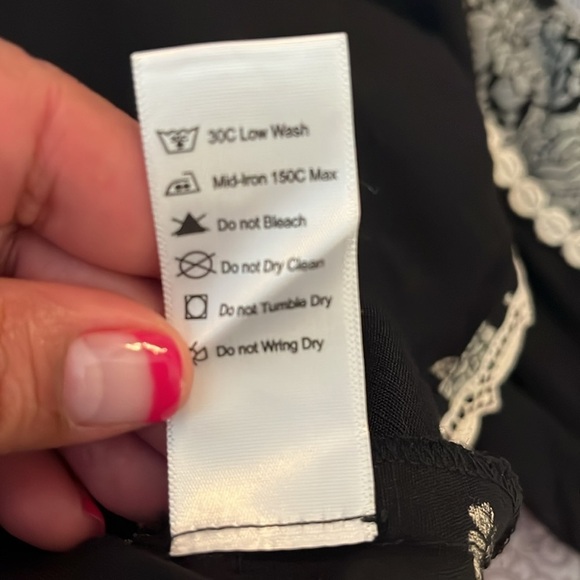 30C Low Wash
Mid-Iron 150C Max
Do not Bleach
Do not Dry Clean
Do not Tumble Dry
Do not Wring Dry